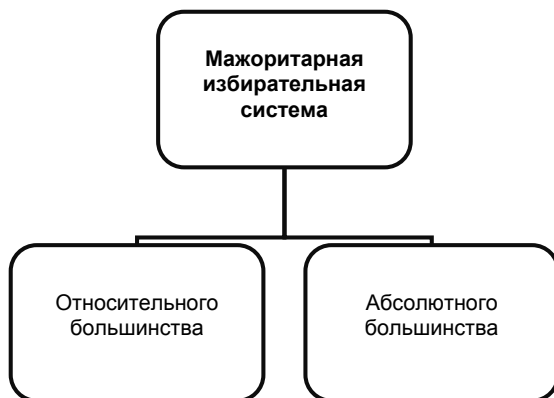 Мажоритарная
избирательная
система
Относительного
большинства
Абсолютного
большинства